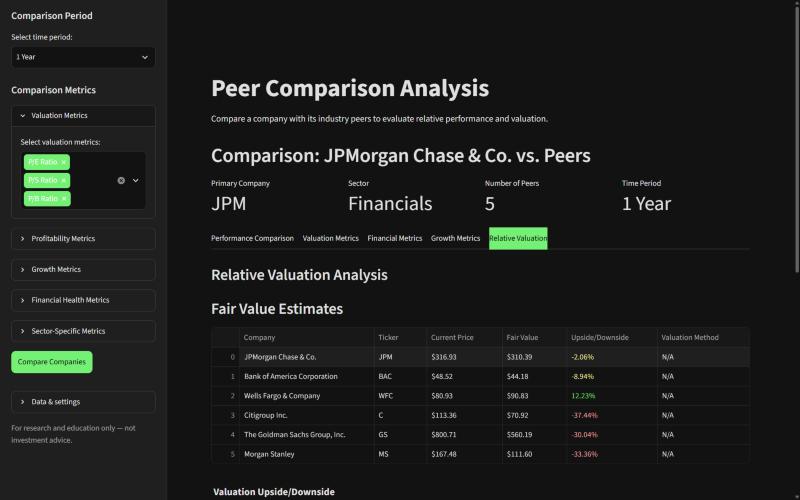 Comparison Period
Select time period:
1 Year
Comparison Metrics
Valuation Metrics
Select valuation metrics:
P/E Ratio ×
P/S Ratio ×
P/B Ratio ×
Profitability Metrics
Growth Metrics
Financial Health Metrics
Sector-Specific Metrics
Compare Companies
Data & settings
For research and education only — not
investment advice.
Peer Comparison Analysis
Compare a company with its industry peers to evaluate relative performance and valuation.
Comparison: JPMorgan Chase & Co. vs. Peers
Primary Company Sector Number of Peers Time Period
JPM Financials 5 1 Year
Performance Comparison Valuation Metrics Financial Metrics Growth Metrics Relative Valuation
Relative Valuation Analysis
Fair Value Estimates
Company Ticker Current Price Fair Value Upside/Downside Valuation Method
0 JPMorgan Chase & Co. JPM $316.93 $310.39 -2.06% N/A
1 Bank of America Corporation BAC $48.52 $44.18 -8.94% N/A
2 Wells Fargo & Company WFC $80.93 $90.83 12.23% N/A
3 Citigroup Inc. C $113.36 $70.92 -37.44% N/A
4 The Goldman Sachs Group, Inc. GS $800.71 $560.19 -30.04% N/A
5 Morgan Stanley MS $167.48 $111.60 -33.36% N/A
Valuation Upside/Downside